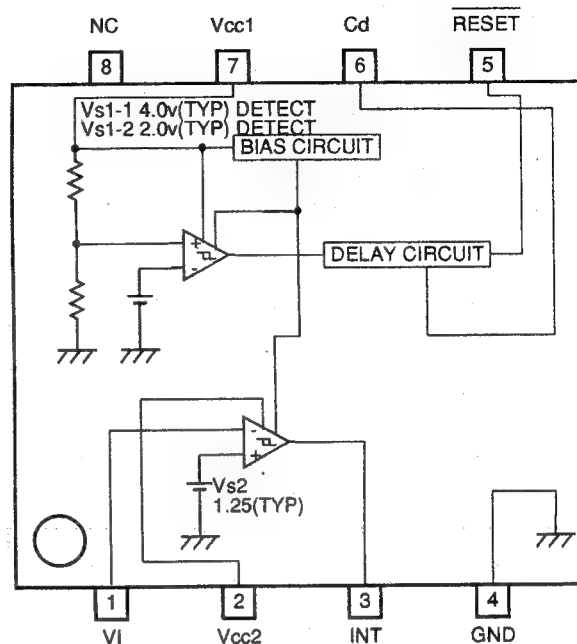 NC Vcc1 Cd RESET
8 7 6 5
Vs1-1 4.0v(TYP) DETECT
Vs1-2 2.0v(TYP) DETECT
BIAS CIRCUIT
+
-
DELAY CIRCUIT
-
+
Vs2
1.25(TYP)
1 2 3 4
VI Vcc2 INT GND